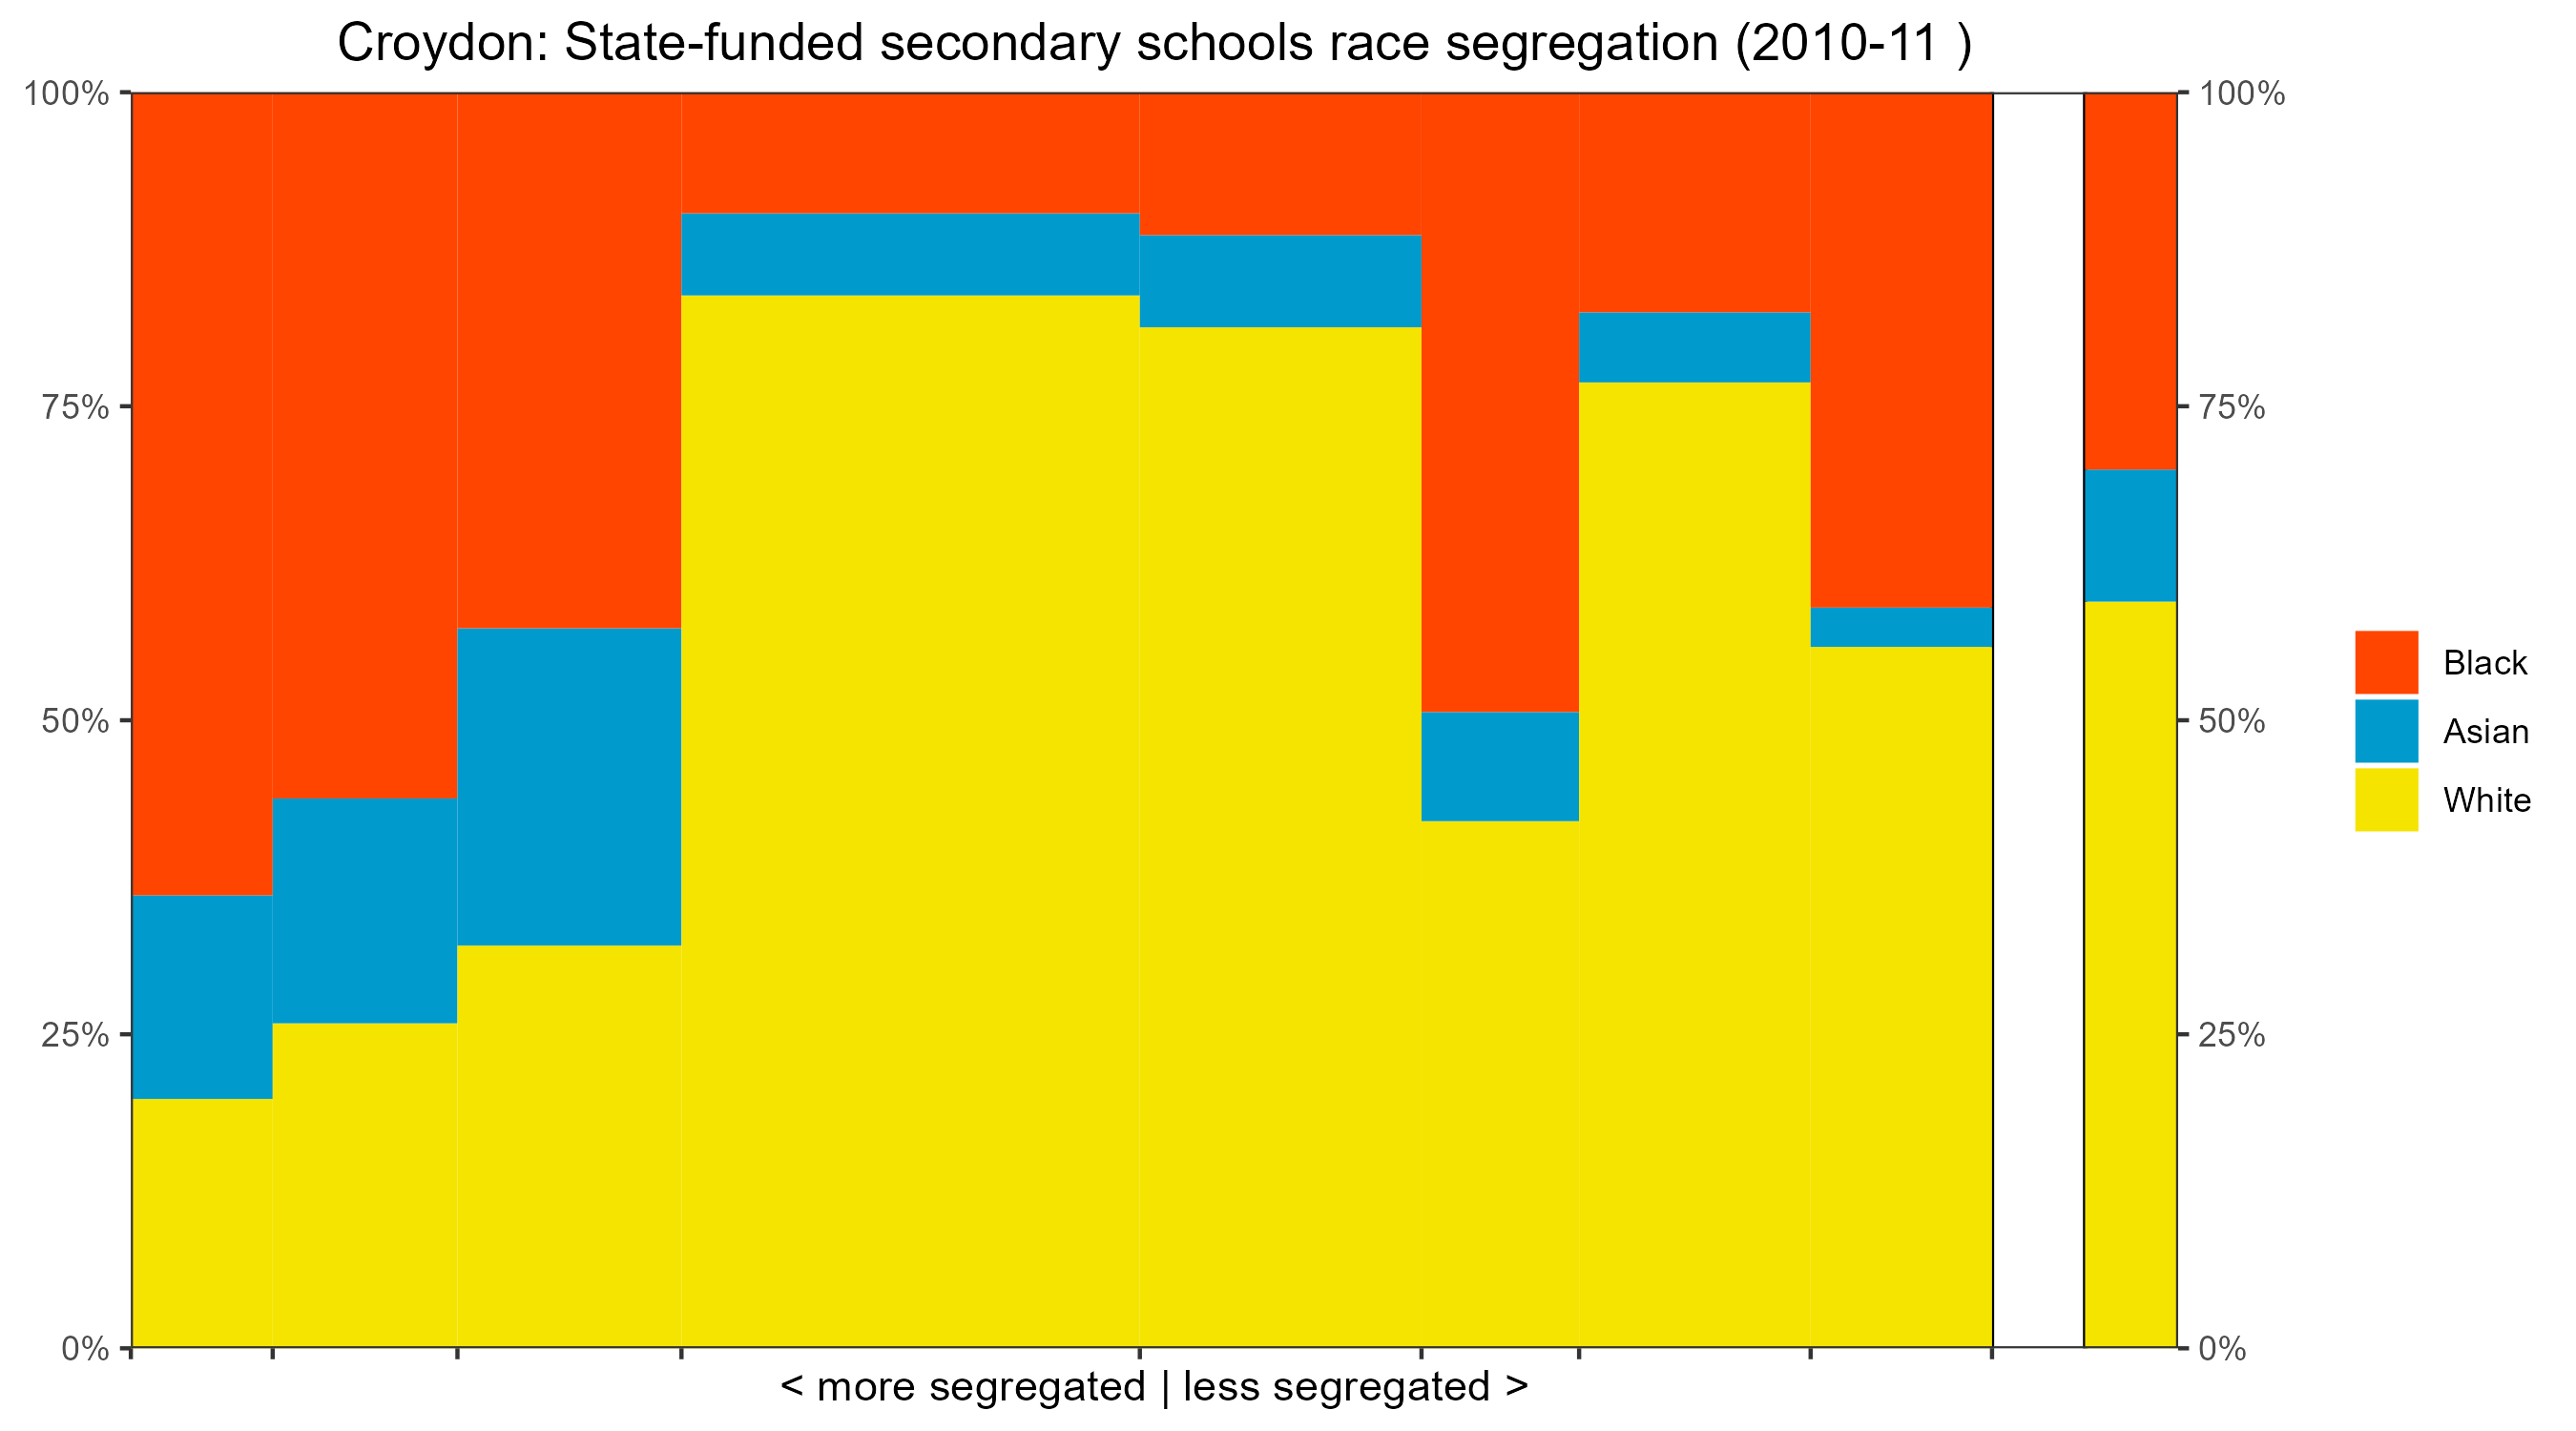 Croydon: State-funded secondary schools race segregation (2010-11 )
100%
75%
50%
25%
0%
100%
75%
50%
25%
0%
Black
Asian
White
< more segregated | less segregated >